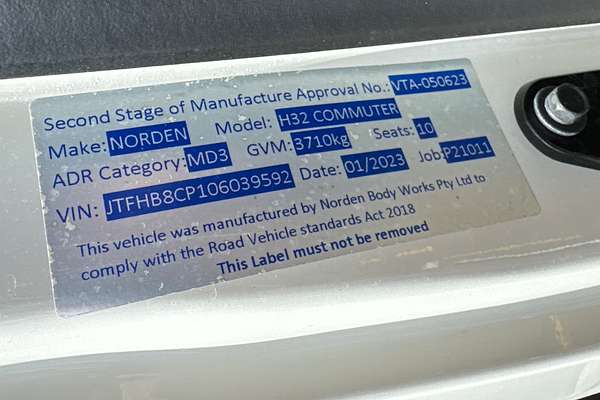 Second Stage of Manufacture Approval No.: VTA-050623
Make: NORDEN Model: H32 COMMUTER
ADR Category: MD3 GVM: 3710kg Seats: 10
VIN: JTFHB8CP106039592 Date: 01/2023 Job: P21011
This vehicle was manufactured by Norden Body Works Pty Ltd to
comply with the Road Vehicle standards Act 2018
This Label must not be removed